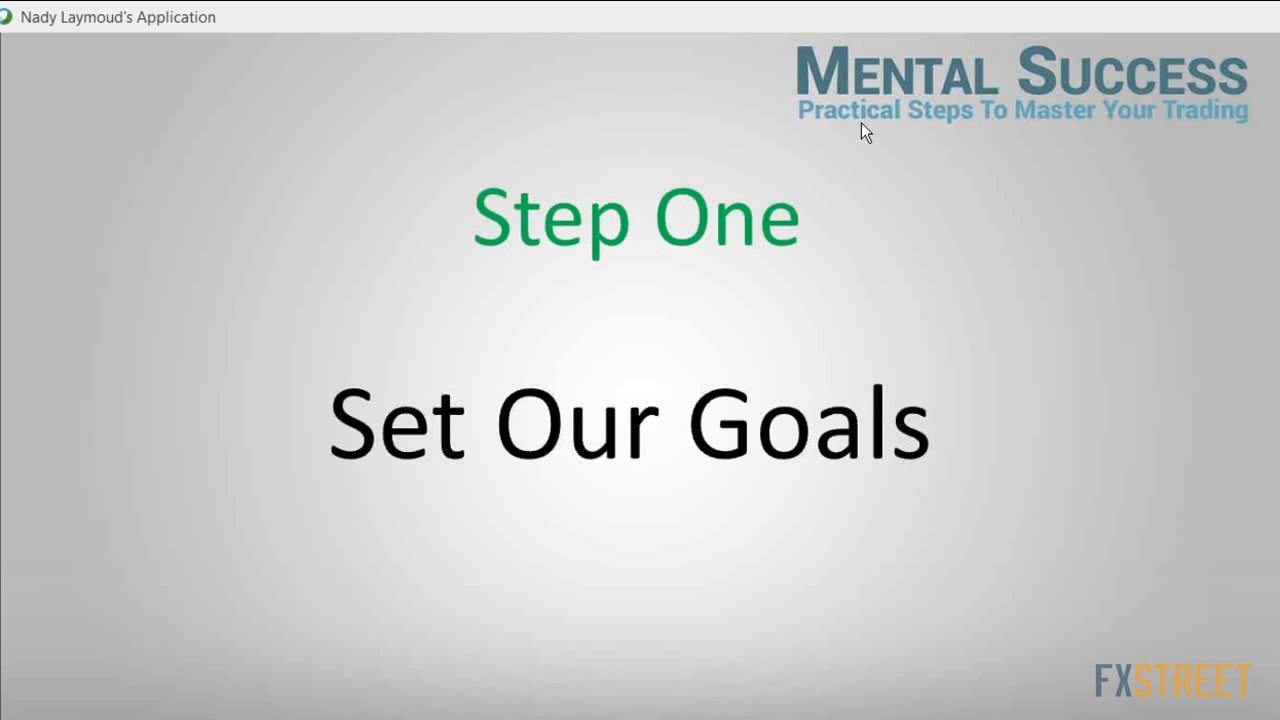 Nady Laymoud's Application
MENTAL SUCCESS
Practical Steps To Master Your Trading
Step One
Set Our Goals
FXSTREET